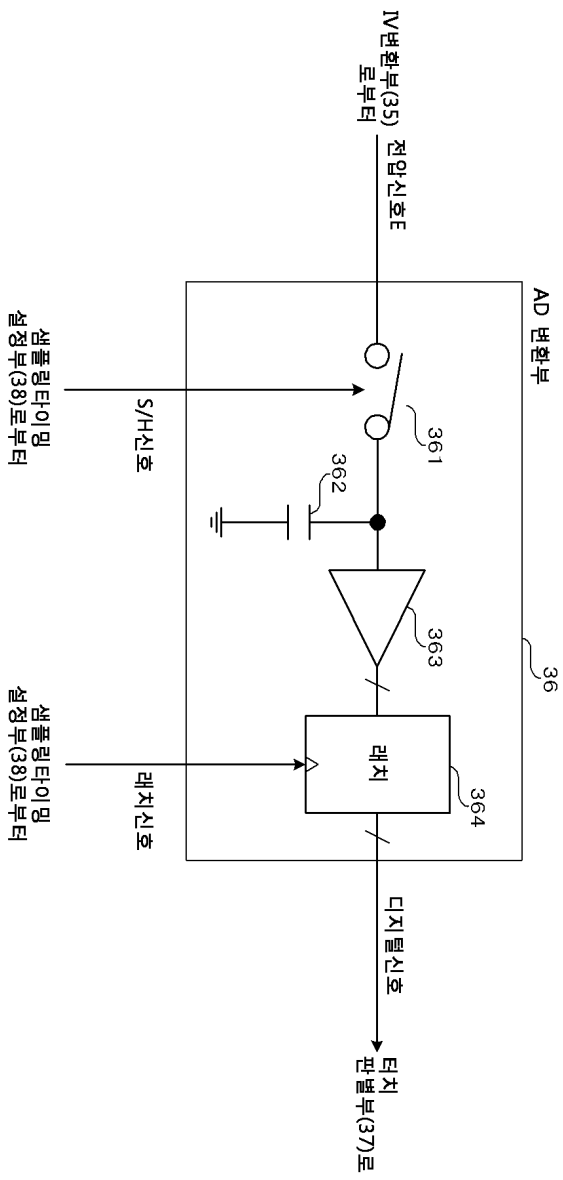 AD 변환부
36
IV변환부(35)
로부터
전압신호E
361
362
363
364
래치
디지털신호
터치
판별부(37)로
S/H신호
샘플링타이밍
설정부(38)로부터
래치신호
샘플링타이밍
설정부(38)로부터